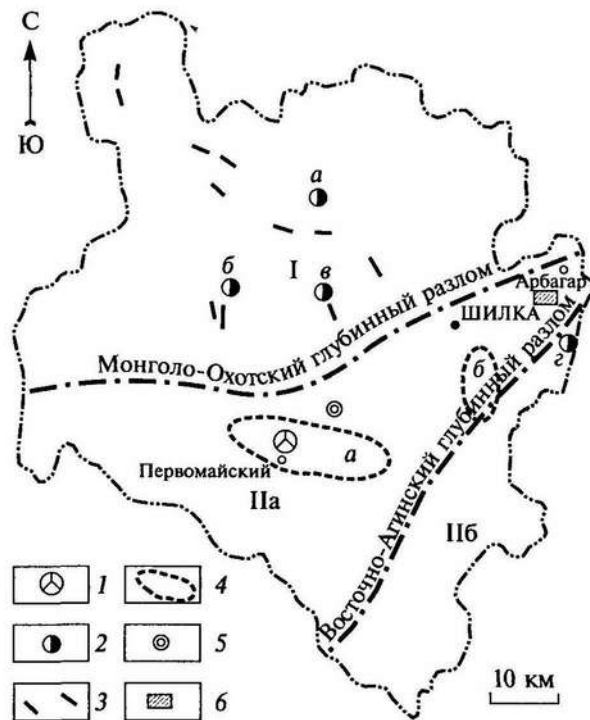 С
Ю
а
б
I
в
Арбагар
ШИЛКА
Монголо-Охотский глубинный разлом
г
б
Первомайский
а
IIа
Восточно-Агинский глубинный разлом
IIб
1
4
2
5
3
6
10 км